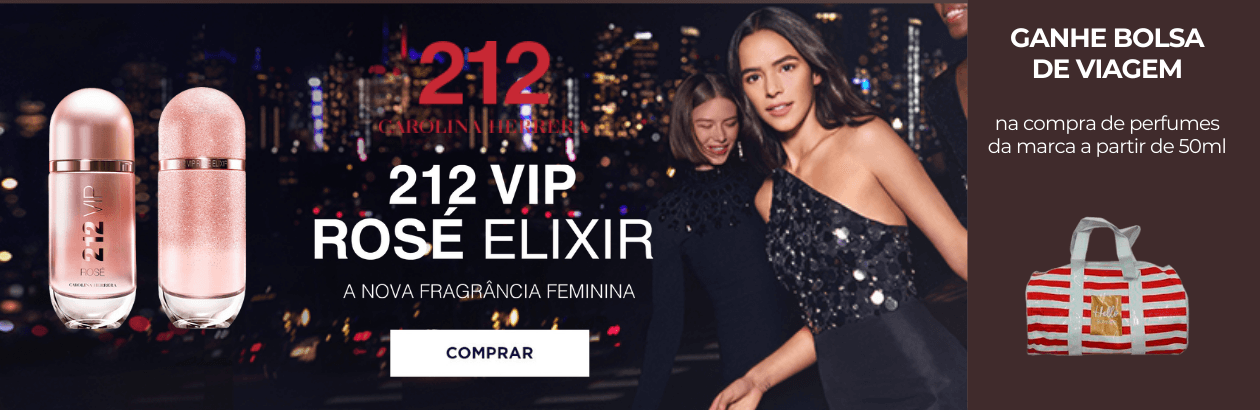 212
CAROLINA HERRERA
212 VIP
ROSÉ ELIXIR
A NOVA FRAGRÂNCIA FEMININA
COMPRAR
212 VIP
ROSÉ
CAROLINA HERRERA
VIP ROSÉ ELIXIR
GANHE BOLSA
DE VIAGEM
na compra de perfumes
da marca a partir de 50ml
Hello